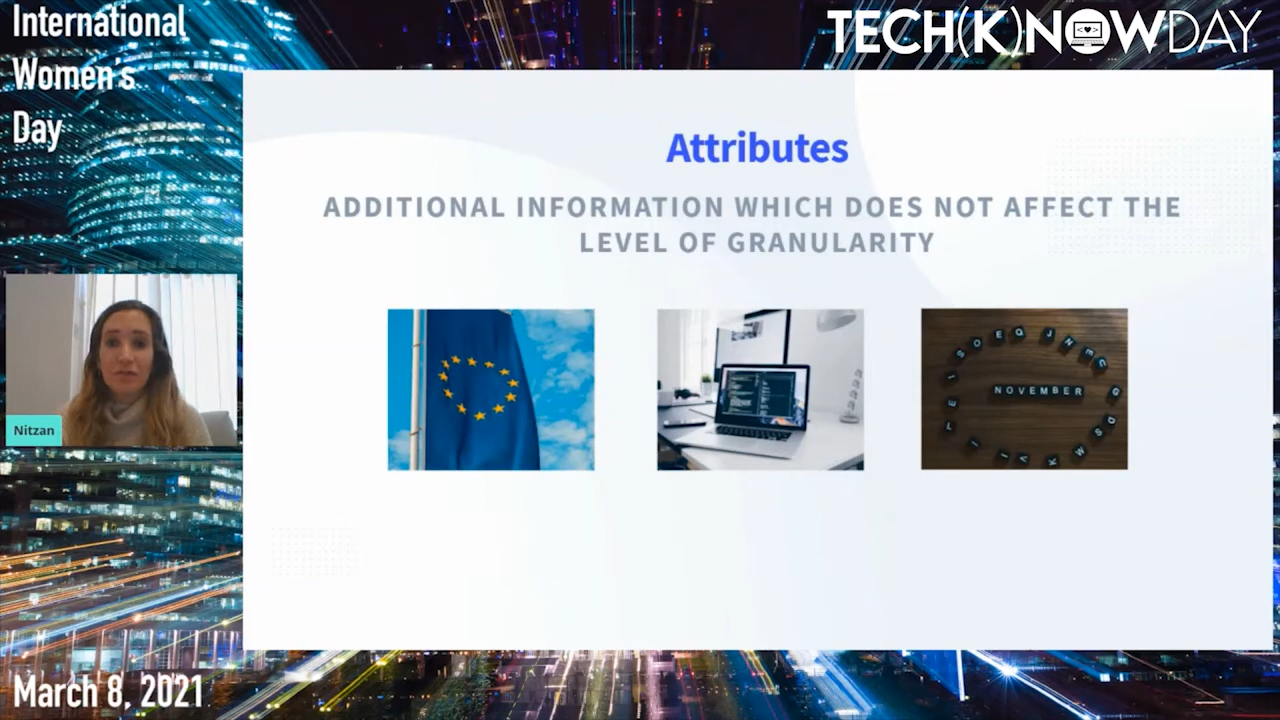 International
Women's
Day
TECH(K)NOWDAY
Attributes
ADDITIONAL INFORMATION WHICH DOES NOT AFFECT THE
LEVEL OF GRANULARITY
NOVEMBER
Nitzan
March 8, 2021